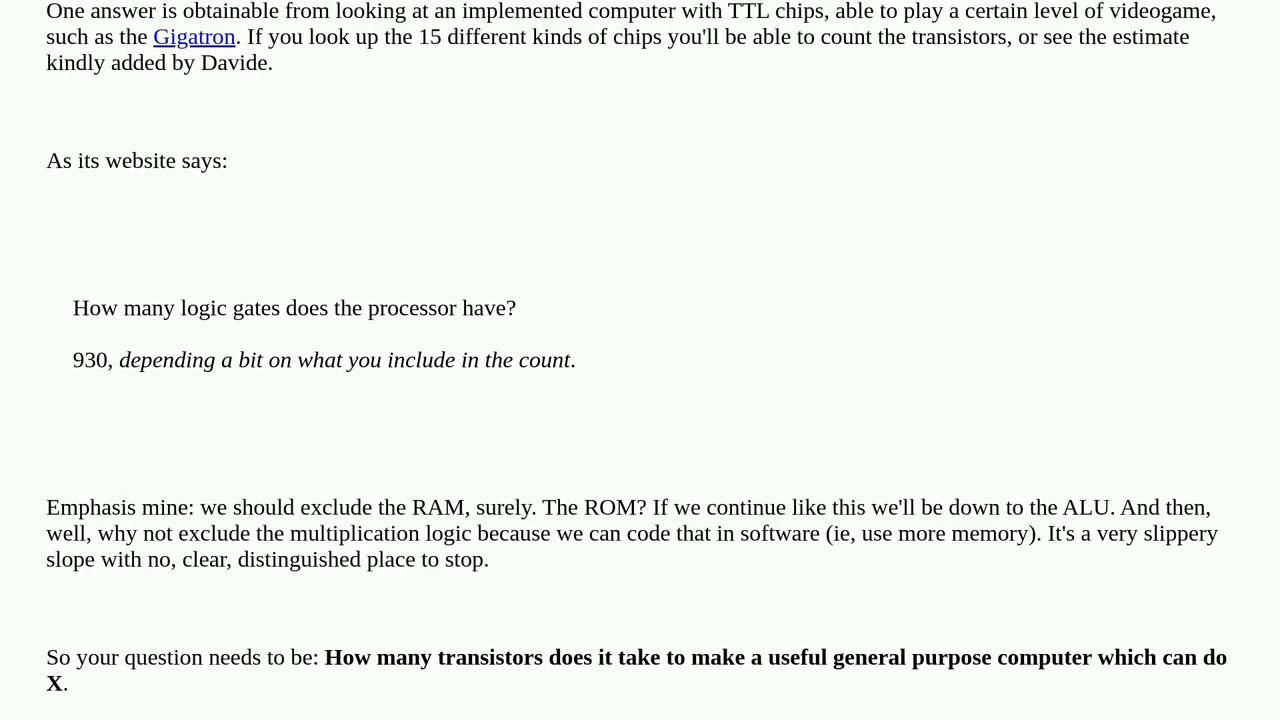 One answer is obtainable from looking at an implemented computer with TTL chips, able to play a certain level of videogame,
such as the Gigatron. If you look up the 15 different kinds of chips you'll be able to count the transistors, or see the estimate
kindly added by Davide.
As its website says:
How many logic gates does the processor have?
930, depending a bit on what you include in the count.
Emphasis mine: we should exclude the RAM, surely. The ROM? If we continue like this we'll be down to the ALU. And then,
well, why not exclude the multiplication logic because we can code that in software (ie, use more memory). It's a very slippery
slope with no, clear, distinguished place to stop.
So your question needs to be: How many transistors does it take to make a useful general purpose computer which can do
X.